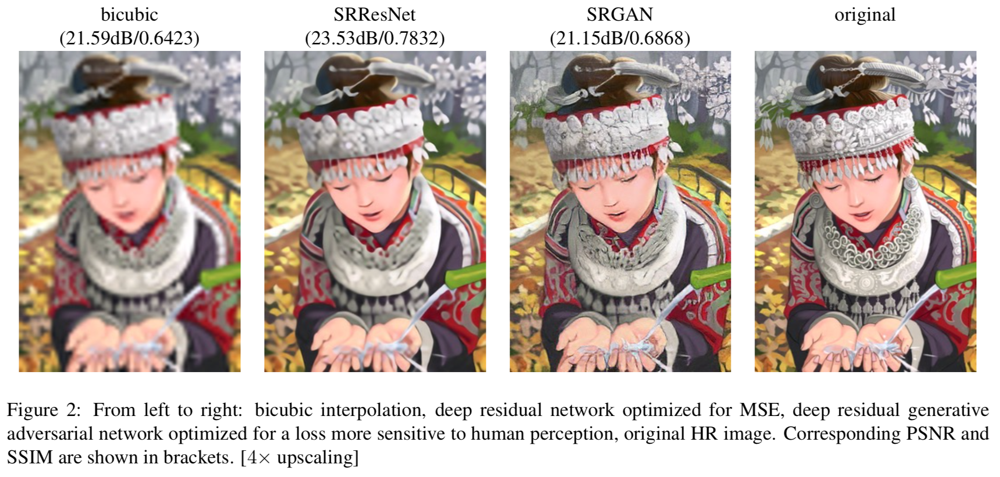 bicubic
(21.59dB/0.6423)
SRResNet
(23.53dB/0.7832)
SRGAN
(21.15dB/0.6868)
original
Figure 2: From left to right: bicubic interpolation, deep residual network optimized for MSE, deep residual generative
adversarial network optimized for a loss more sensitive to human perception, original HR image. Corresponding PSNR and
SSIM are shown in brackets. [4× upscaling]